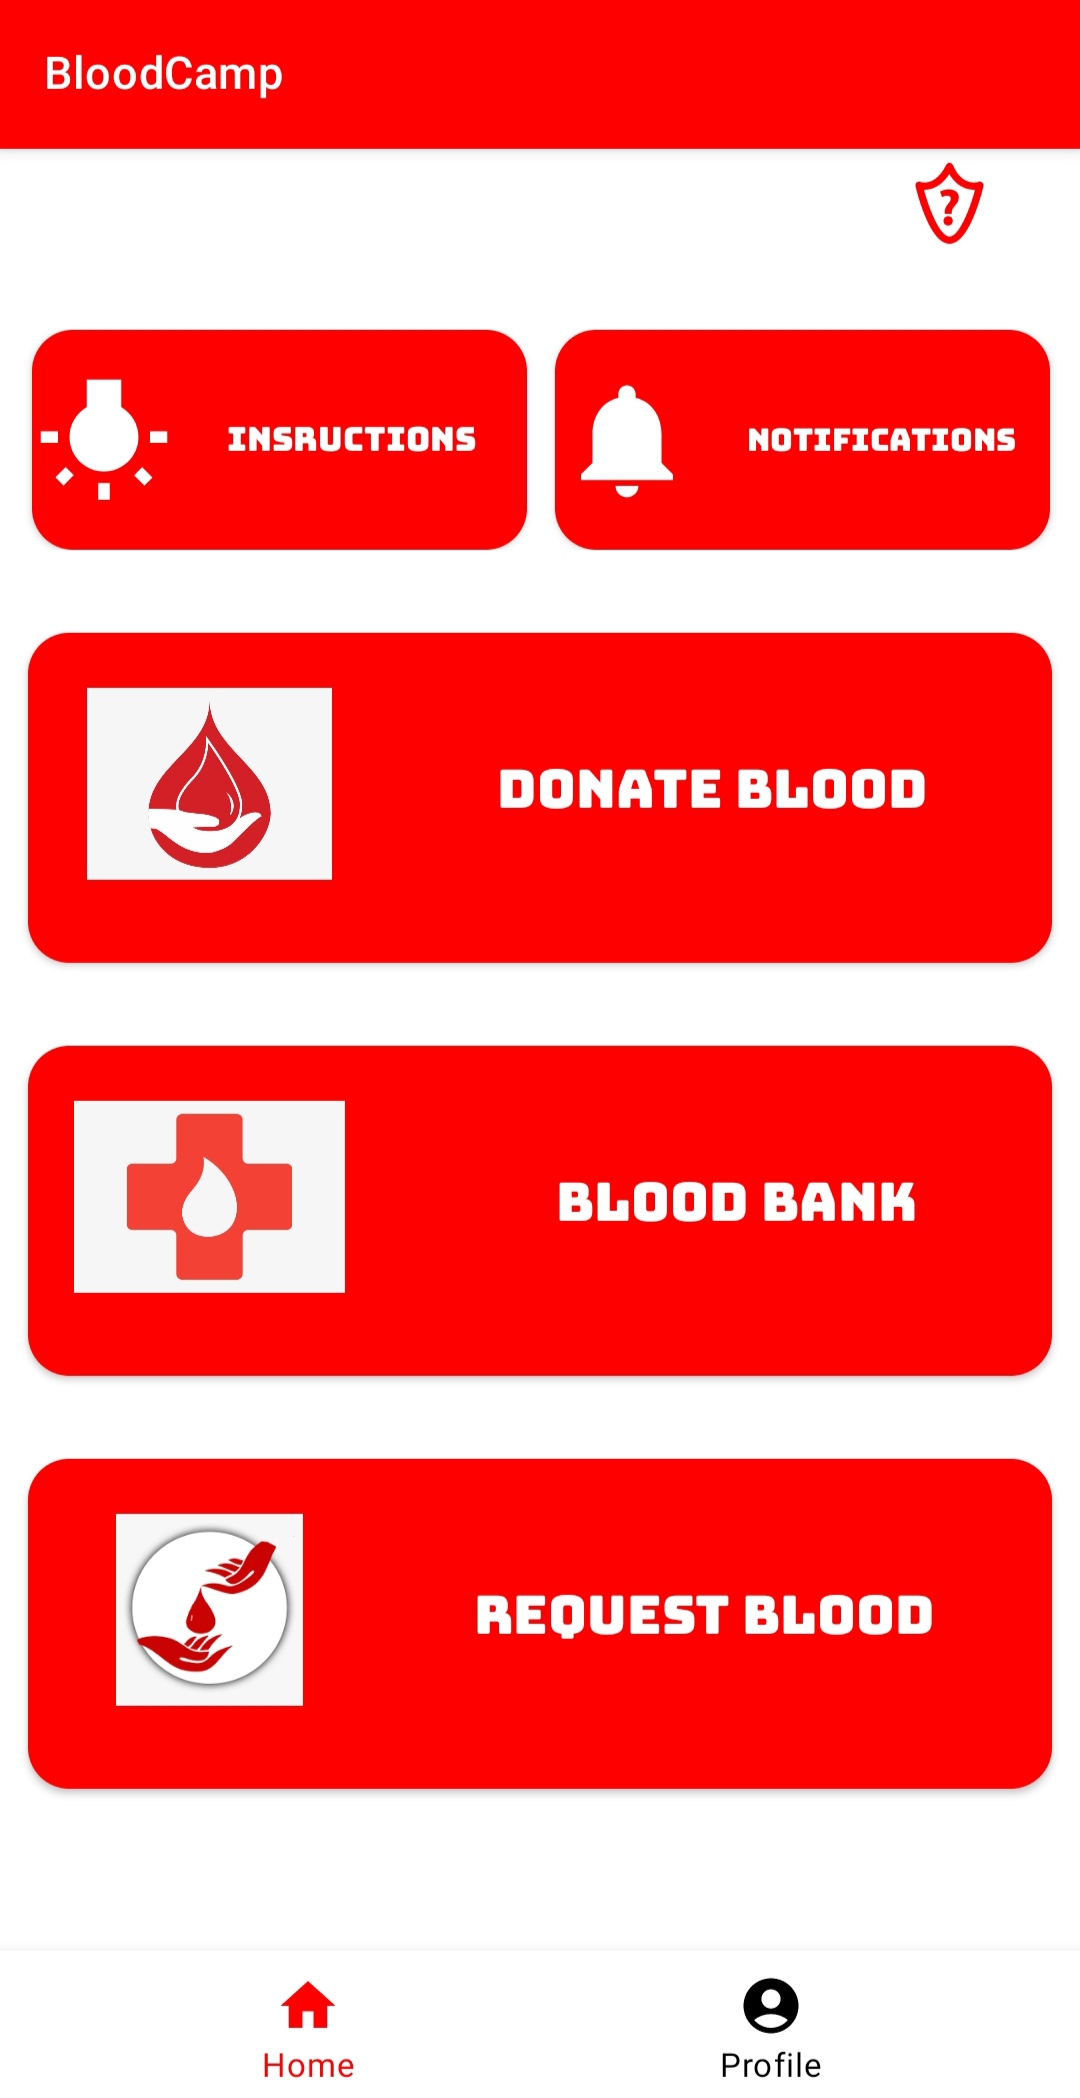 BloodCamp
?
INSRUCTIONS
NOTIFICATIONS
DONATE BLOOD
BLOOD BANK
REQUEST BLOOD
Home
Profile